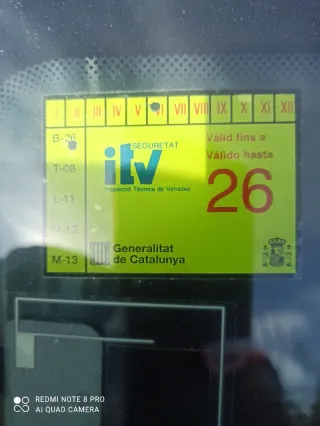 I II III IV V VI VII VIII IX X XI XII
B-26
SEGURETAT
Vàlid fins a
T-08
itv
Válido hasta
Inspecció Tècnica de Vehicles
26
L-11
M-12
Generalitat
de Catalunya
M-13
REDMI NOTE 8 PRO
AI QUAD CAMERA